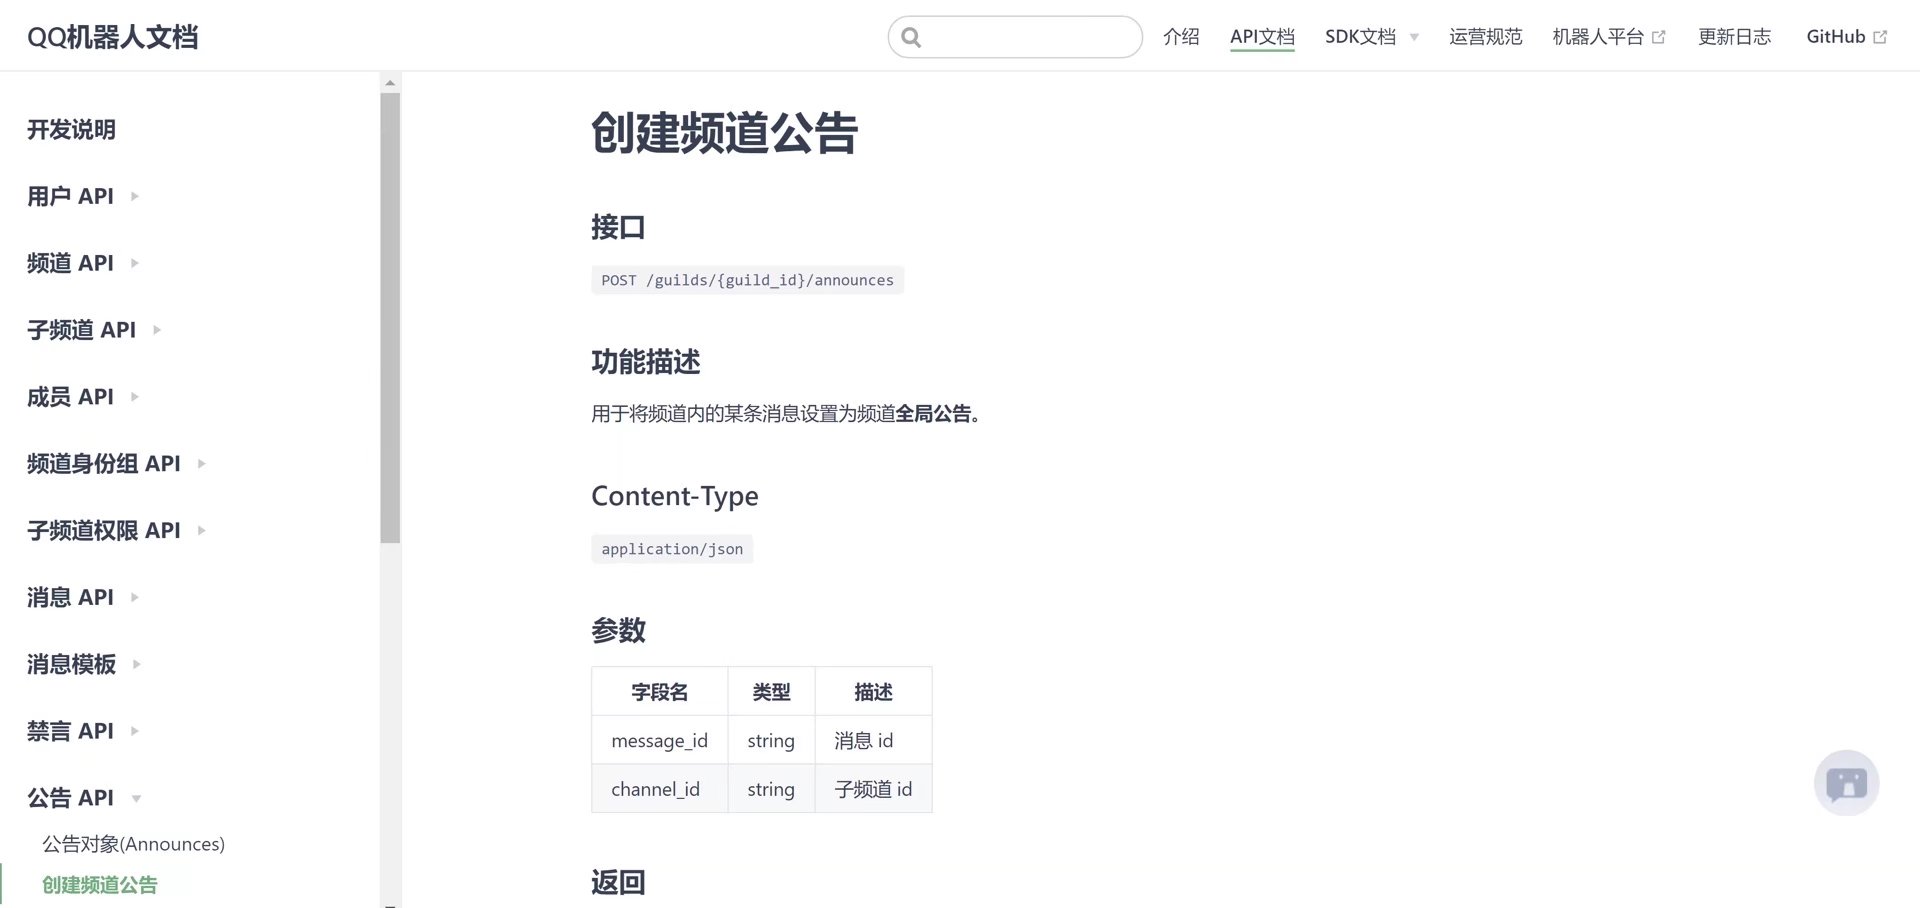 QQ机器人文档
介绍 API文档 SDK文档 运营规范 机器人平台 更新日志 GitHub
开发说明
用户 API
频道 API
子频道 API
成员 API
频道身份组 API
子频道权限 API
消息 API
消息模板
禁言 API
公告 API
公告对象(Announces)
创建频道公告
创建频道公告
接口
POST /guilds/{guild_id}/announces
功能描述
用于将频道内的某条消息设置为频道全局公告。
Content-Type
application/json
参数
字段名 类型 描述
message_id string 消息 id
channel_id string 子频道 id
返回